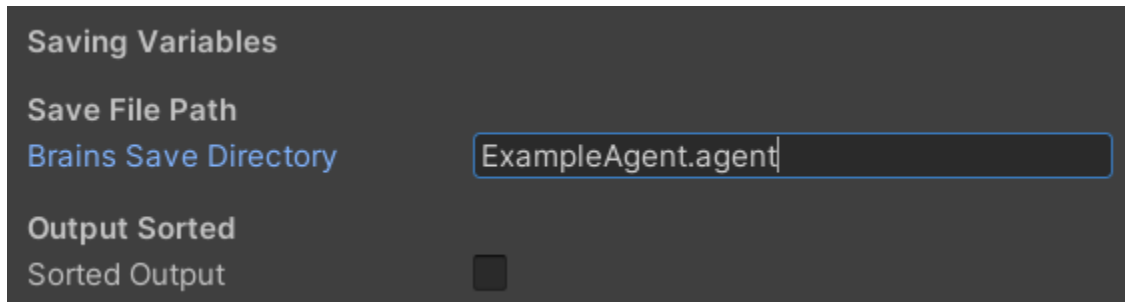 Saving Variables
Save File Path
Brains Save Directory ExampleAgent.agent
Output Sorted
Sorted Output